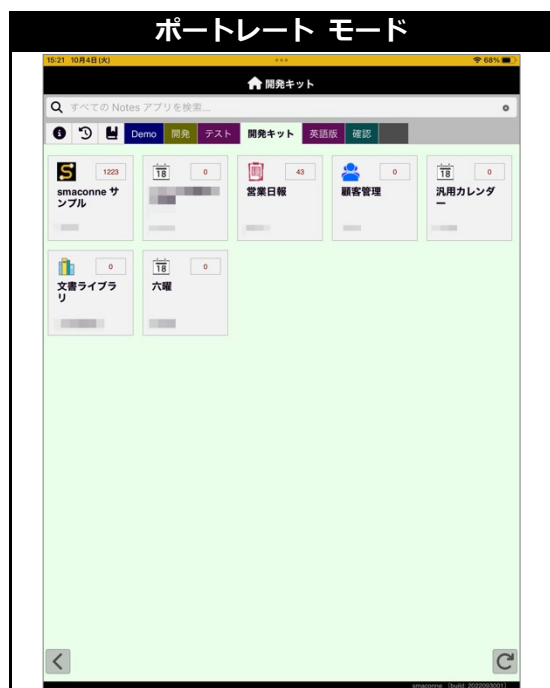 ポートレート モード
15:21 10月4日(火)
68%
開発キット
すべての Notes アプリを検索...
Demo 開発 テスト 開発キット 英語版 確認
1223
18 0
43
0
18 0
smaconne サ
ンプル
営業日報
顧客管理
汎用カレンダ
ー
0
18 0
文書ライブラ
リ
六曜
smaconne (build: 2022093001)